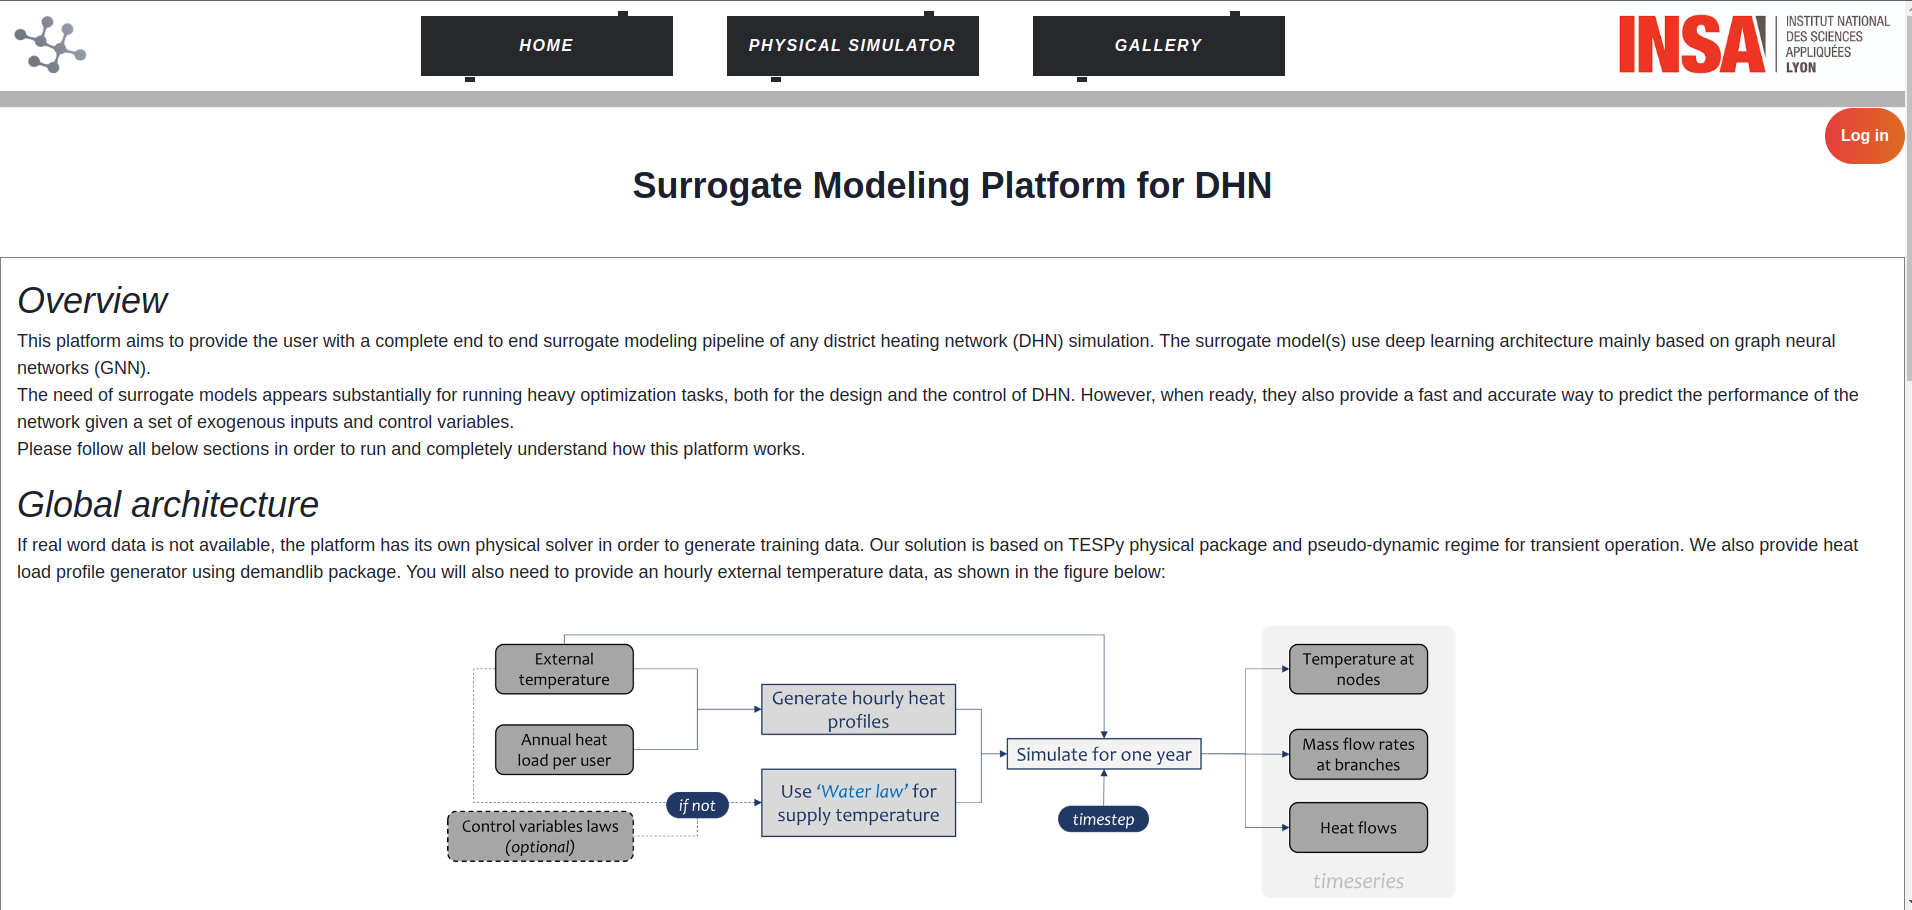 HOME
PHYSICAL SIMULATOR
GALLERY
INSA
INSTITUT NATIONAL
DES SCIENCES
APPLIQUÉES
LYON
Log in
Surrogate Modeling Platform for DHN
Overview
This platform aims to provide the user with a complete end to end surrogate modeling pipeline of any district heating network (DHN) simulation. The surrogate model(s) use deep learning architecture mainly based on graph neural
networks (GNN).
The need of surrogate models appears substantially for running heavy optimization tasks, both for the design and the control of DHN. However, when ready, they also provide a fast and accurate way to predict the performance of the
network given a set of exogenous inputs and control variables.
Please follow all below sections in order to run and completely understand how this platform works.
Global architecture
If real word data is not available, the platform has its own physical solver in order to generate training data. Our solution is based on TESPy physical package and pseudo-dynamic regime for transient operation. We also provide heat
load profile generator using demandlib package. You will also need to provide an hourly external temperature data, as shown in the figure below:
External
temperature
Annual heat
load per user
Control variables laws
(optional)
if not
Generate hourly heat
profiles
Use ‘Water law’ for
supply temperature
Simulate for one year
timestep
Temperature at
nodes
Mass flow rates
at branches
Heat flows
timeseries